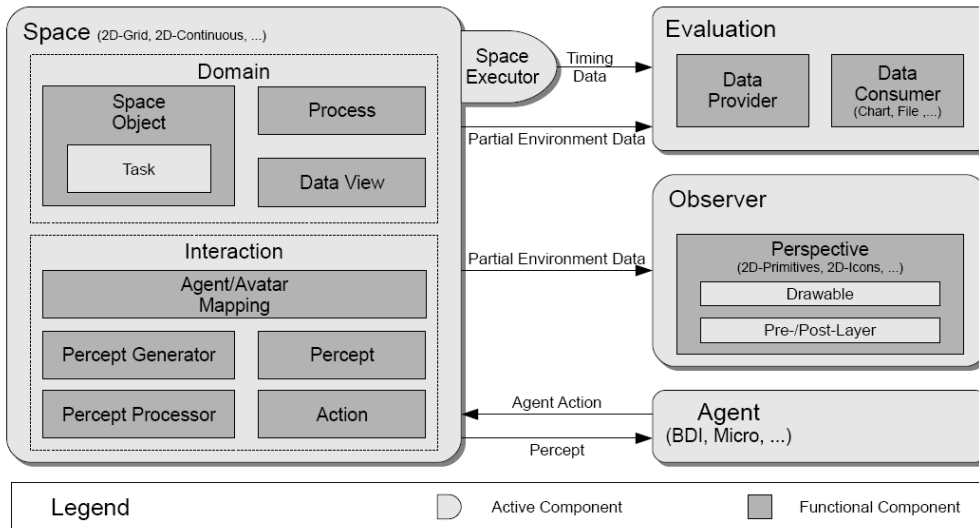 Space (2D-Grid, 2D-Continuous, ...)
Domain
Space
Object
Task
Process
Data View
Interaction
Agent/Avatar
Mapping
Percept Generator
Percept
Percept Processor
Action
Space
Executor
Timing
Data
Partial Environment Data
Partial Environment Data
Agent Action
Percept
Evaluation
Data
Provider
Data
Consumer
(Chart, File ,...)
Observer
Perspective
(2D-Primitives, 2D-Icons, ...)
Drawable
Pre-/Post-Layer
Agent
(BDI, Micro, ...)
Legend
Active Component
Functional Component